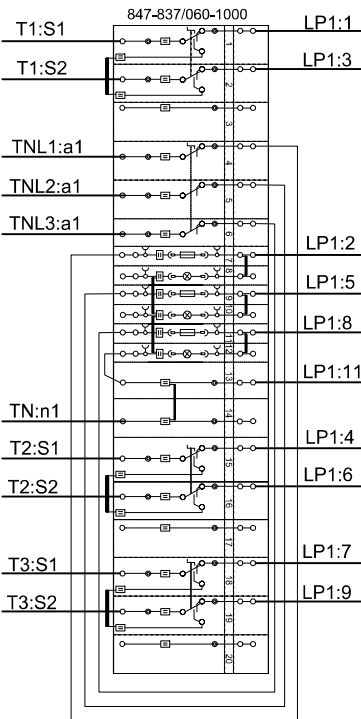 847-837/060-1000
T1:S1 1 LP1:1
T1:S2 2 LP1:3
3
TNL1:a1 4
TNL2:a1 5
TNL3:a1 6
7 LP1:2
8
9 LP1:5
10
11 LP1:8
12
13 LP1:11
TN:n1 14
T2:S1 15 LP1:4
T2:S2 16 LP1:6
17
T3:S1 18 LP1:7
T3:S2 19 LP1:9
20